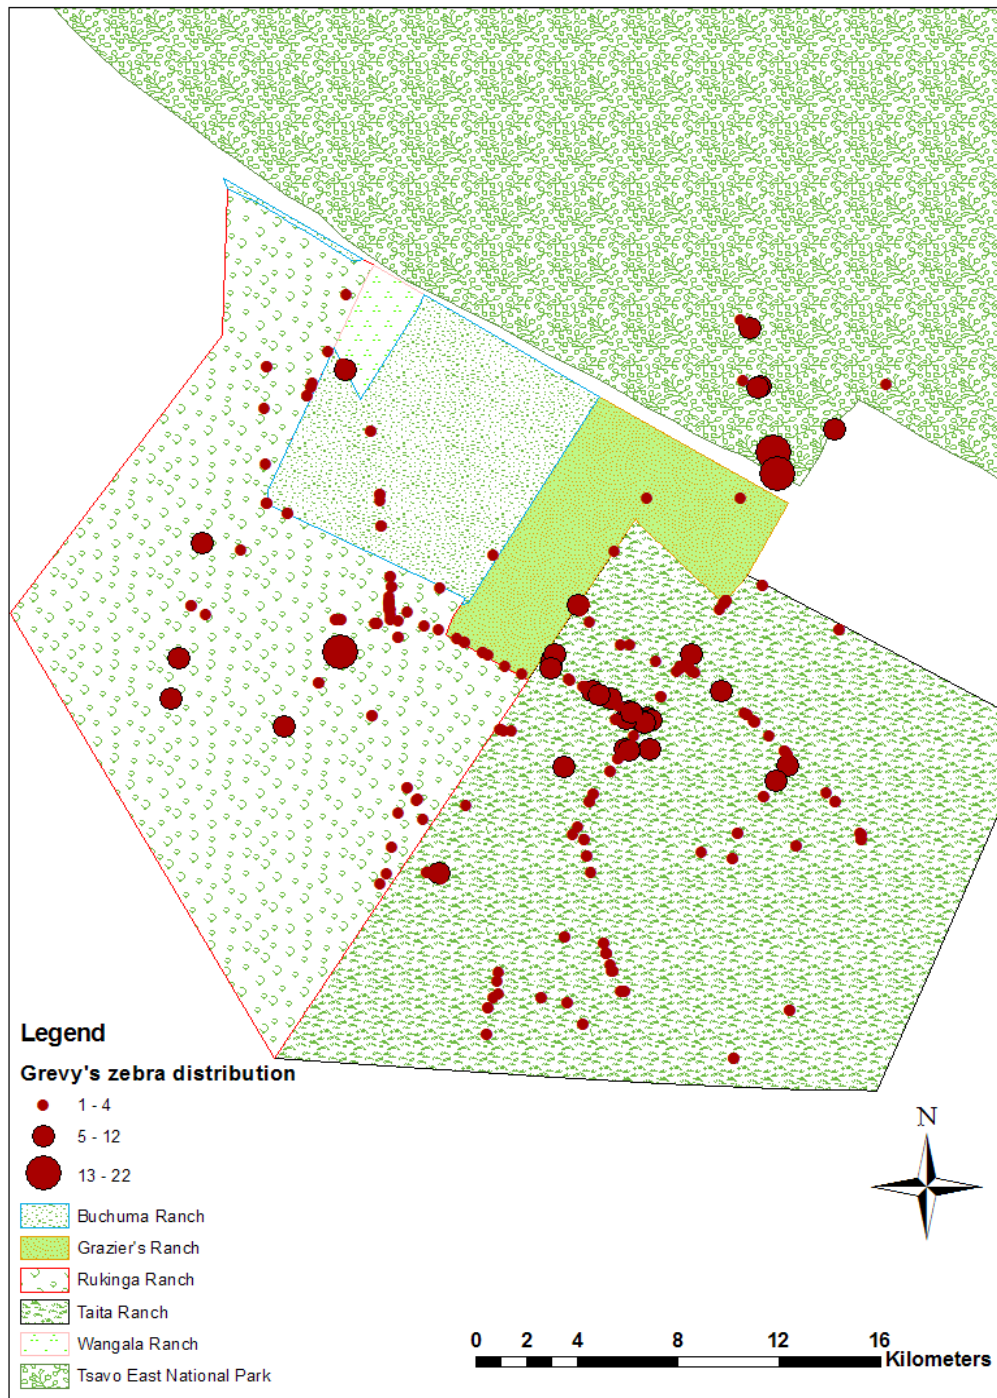 Legend
Grevy's zebra distribution
1 - 4
5 - 12
13 - 22
Buchuma Ranch
Grazier's Ranch
Rukinga Ranch
Taita Ranch
Wangala Ranch
Tsavo East National Park
N
0 2 4 8 12 16
Kilometers